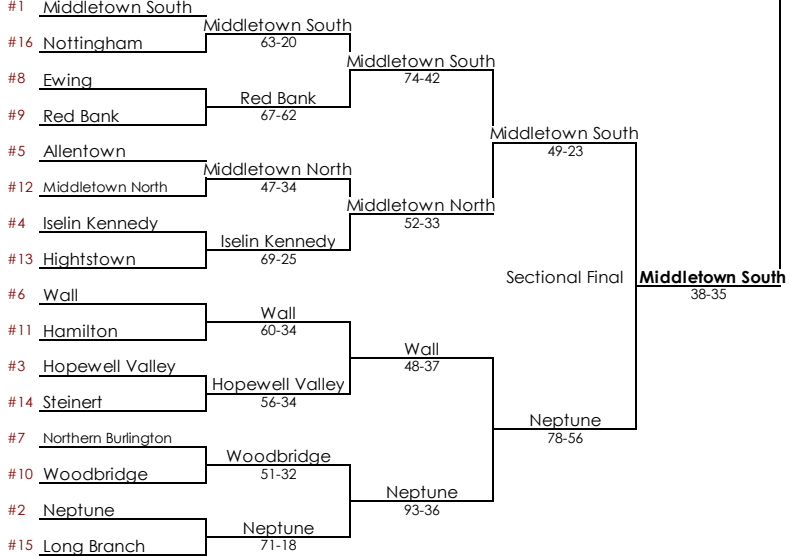 #1 Middletown South
Middletown South
#16 Nottingham
63-20
Middletown South
#8 Ewing
74-42
Red Bank
#9 Red Bank
67-62
Middletown South
#5 Allentown
49-23
Middletown North
#12 Middletown North
47-34
Middletown North
#4 Iselin Kennedy
52-33
Iselin Kennedy
#13 Hightstown
69-25
Sectional Final Middletown South
#6 Wall
38-35
Wall
#11 Hamilton
60-34
Wall
#3 Hopewell Valley
48-37
Hopewell Valley
#14 Steinert
56-34
Neptune
#7 Northern Burlington
78-56
Woodbridge
#10 Woodbridge
51-32
Neptune
#2 Neptune
93-36
Neptune
#15 Long Branch
71-18